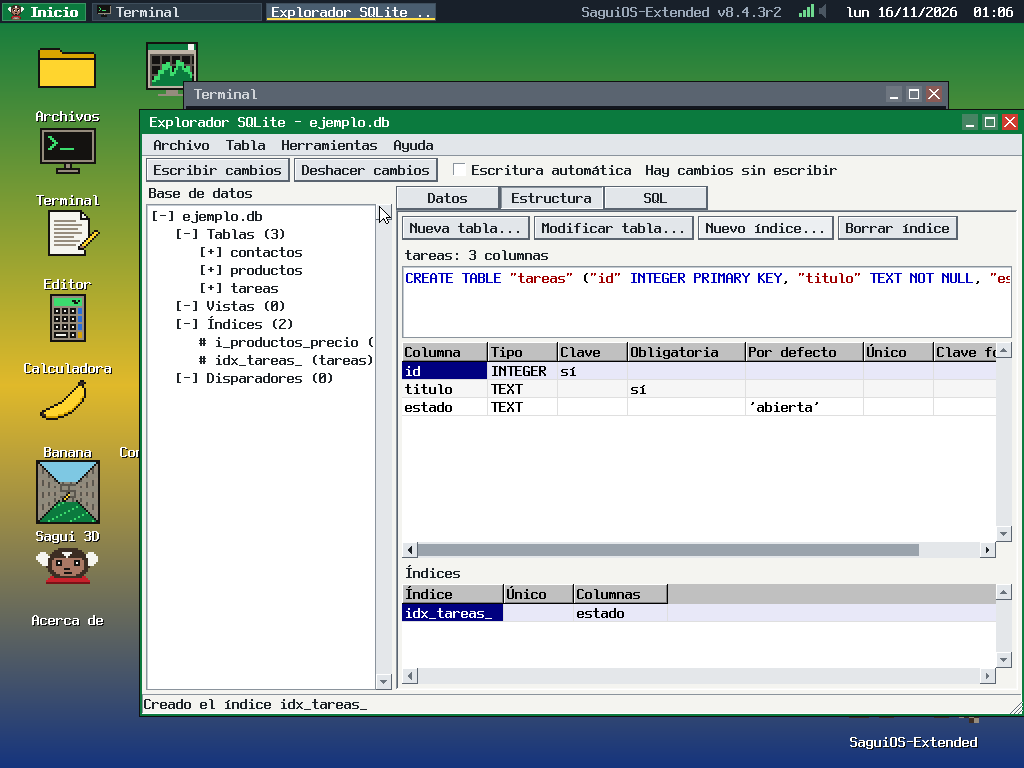 Inicio
Terminal
Explorador SQLite ..
SaguiOS-Extended v8.4.3r2
lun 16/11/2026 01:06
Archivos
Terminal
Editor
Calculadora
Banana
Sagui 3D
Acerca de
SaguiOS-Extended
Terminal
Explorador SQLite - ejemplo.db
Archivo Tabla Herramientas Ayuda
Escribir cambios Deshacer cambios Escritura automática Hay cambios sin escribir
Base de datos
[-] ejemplo.db
[-] Tablas (3)
[+] contactos
[+] productos
[+] tareas
[-] Vistas (0)
[-] Índices (2)
# i_productos_precio (
# idx_tareas_ (tareas)
[-] Disparadores (0)
Datos Estructura SQL
Nueva tabla... Modificar tabla... Nuevo índice... Borrar índice
tareas: 3 columnas
CREATE TABLE "tareas" ("id" INTEGER PRIMARY KEY, "titulo" TEXT NOT NULL, "es
Columna Tipo Clave Obligatoria Por defecto Único Clave fo
id INTEGER sí
titulo TEXT sí
estado TEXT 'abierta'
Índices
Índice Único Columnas
idx_tareas_ estado
Creado el índice idx_tareas_